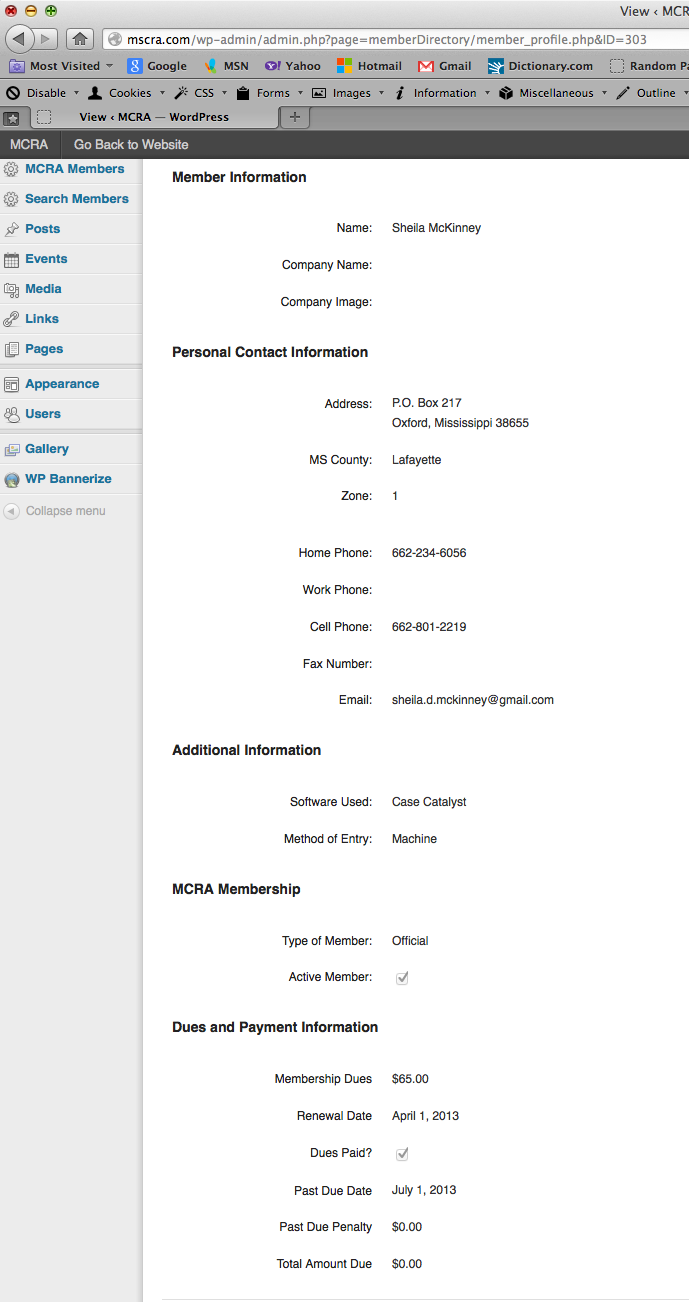 View ‹ MCR
mscra.com/wp-admin/admin.php?page=memberDirectory/member_profile.php&ID=303
Most Visited Google MSN Yahoo Hotmail Gmail Dictionary.com Random
Disable Cookies CSS Forms Images Information Miscellaneous Outline
View ‹ MCRA — WordPress
MCRA Go Back to Website
MCRA Members
Search Members
Posts
Events
Media
Links
Pages
Appearance
Users
Gallery
WP Bannerize
Collapse menu
Member Information
Name: Sheila McKinney
Company Name:
Company Image:
Personal Contact Information
Address: P.O. Box 217
Oxford, Mississippi 38655
MS County: Lafayette
Zone: 1
Home Phone: 662-234-6056
Work Phone:
Cell Phone: 662-801-2219
Fax Number:
Email: sheila.d.mckinney@gmail.com
Additional Information
Software Used: Case Catalyst
Method of Entry: Machine
MCRA Membership
Type of Member: Official
Active Member:
Dues and Payment Information
Membership Dues $65.00
Renewal Date April 1, 2013
Dues Paid?
Past Due Date July 1, 2013
Past Due Penalty $0.00
Total Amount Due $0.00